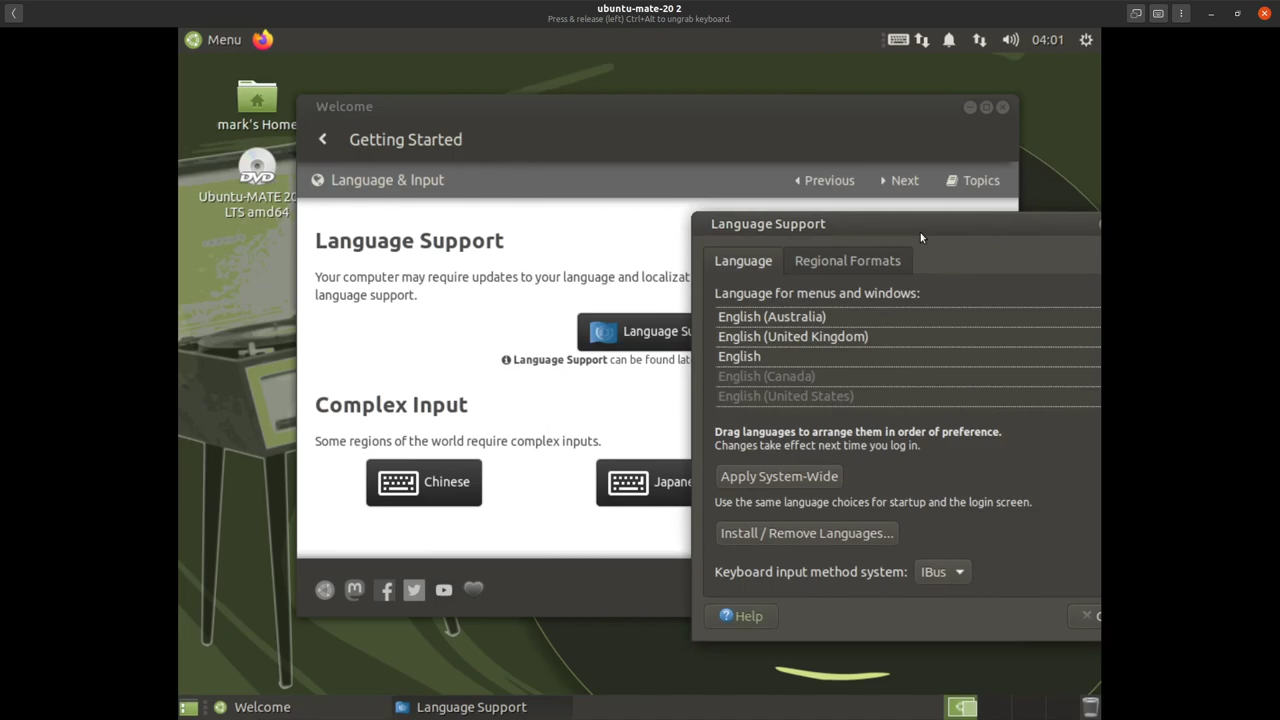 ubuntu-mate-20 2
Press & release (left) Ctrl+Alt to ungrab keyboard.
Menu
04:01
mark's Home
DVD
Ubuntu-MATE 20
LTS amd64
Welcome
Getting Started
Language & Input
Previous
Next
Topics
Language Support
Your computer may require updates to your language and localiza
language support.
Language Su
Language Support can be found late
Complex Input
Some regions of the world require complex inputs.
Chinese
Japane
Language Support
Language
Regional Formats
Language for menus and windows:
English (Australia)
English (United Kingdom)
English
English (Canada)
English (United States)
Drag languages to arrange them in order of preference.
Changes take effect next time you log in.
Apply System-Wide
Use the same language choices for startup and the login screen.
Install / Remove Languages...
Keyboard input method system: IBus
Help
Welcome
Language Support